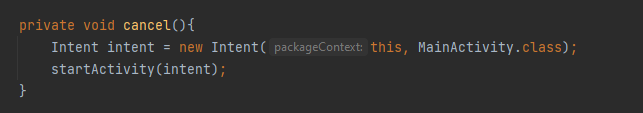 private void cancel(){
Intent intent = new Intent( packageContext: this, MainActivity.class);
startActivity(intent);
}